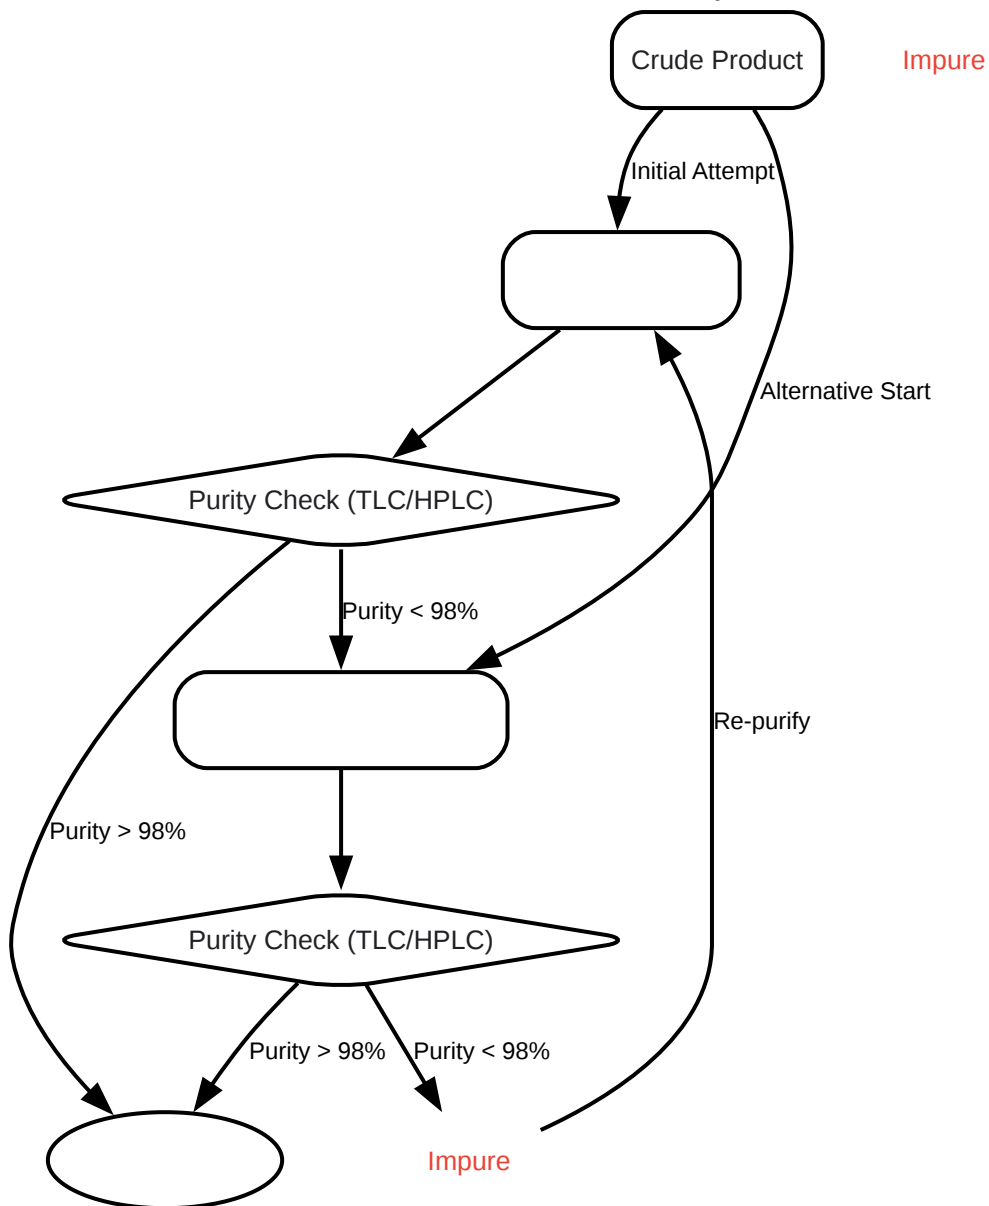 Crude Product
Impure
Initial Attempt
Alternative Start
Purity Check (TLC/HPLC)
Purity < 98%
Re-purify
Purity > 98%
Purity Check (TLC/HPLC)
Purity > 98%
Purity < 98%
Impure